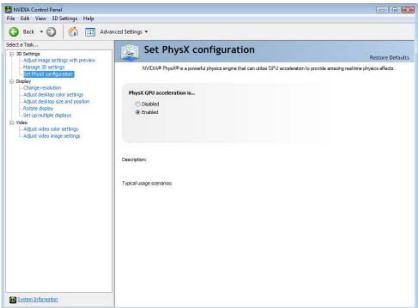 NVIDIA Control Panel
File Edit View 3D Settings Help
Back Advanced Settings
Select a Task...
Set PhysX configuration
Restore Defaults
3D Settings
Adjust image settings with preview
Manage 3D settings
Set PhysX configuration
Display
Change resolution
Adjust desktop color settings
Adjust desktop size and position
Rotate display
Set up multiple displays
Video
Adjust video color settings
Adjust video image settings
NVIDIA® PhysX® is a powerful physics engine that can utilize GPU acceleration to provide amazing real-time physics effects.
PhysX GPU acceleration is...
Disabled
Enabled
Description:
Typical usage scenarios:
System Information